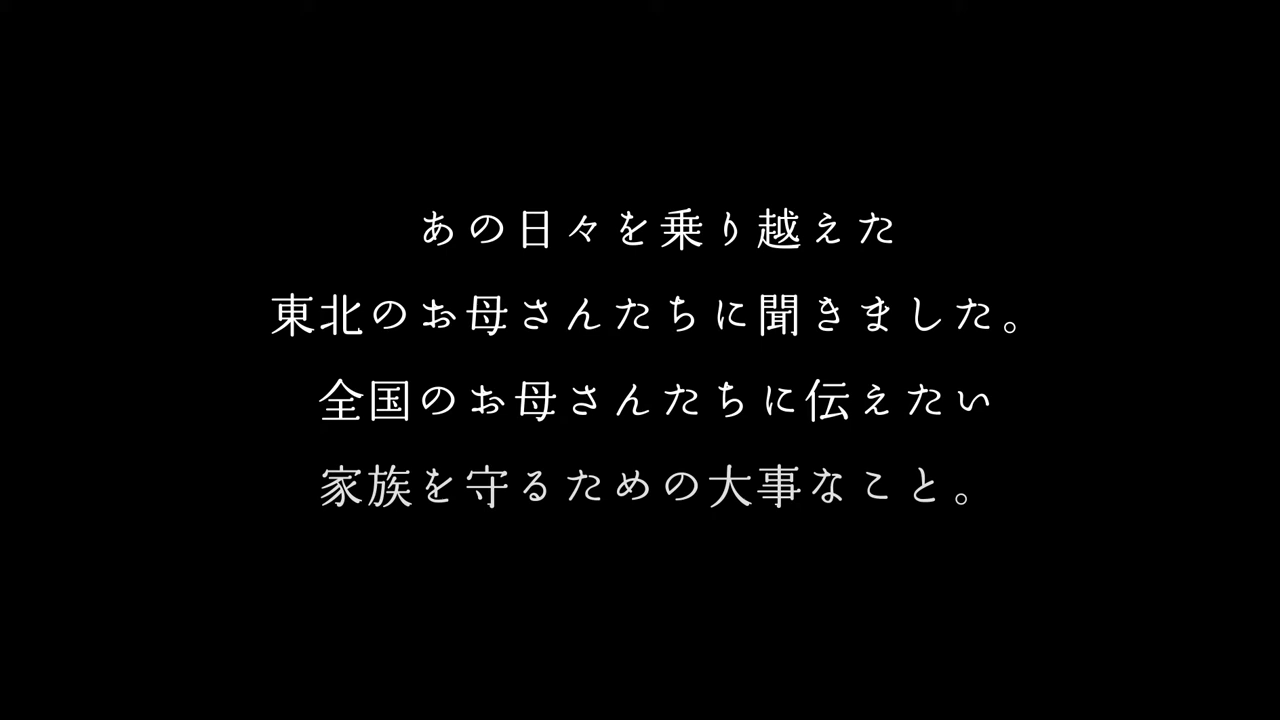 あの日々を乗り越えた
東北のお母さんたちに聞きました。
全国のお母さんたちに伝えたい
家族を守るための大事なこと。